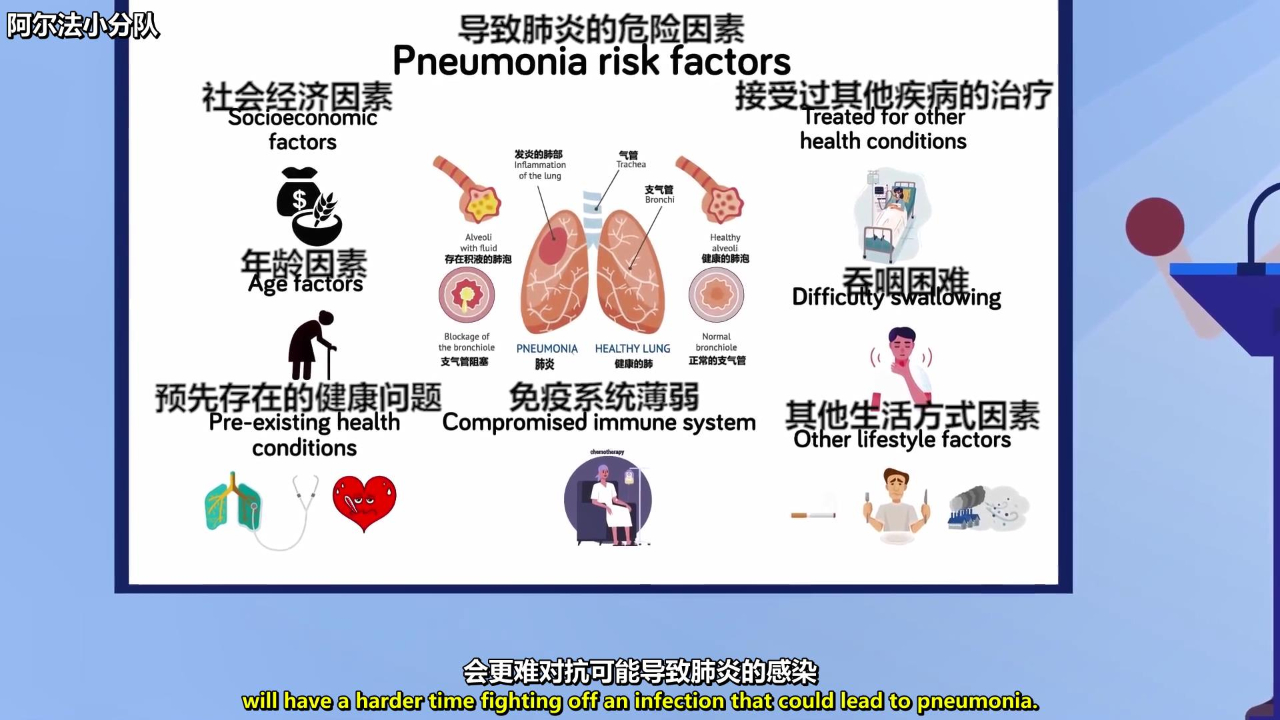 阿尔法小分队
导致肺炎的危险因素
Pneumonia risk factors
社会经济因素
Socioeconomic
factors
年龄因素
Age factors
预先存在的健康问题
Pre-existing health
conditions
发炎的肺部
Inflammation
of the lung
气管
Trachea
支气管
Bronchi
Alveoli
with fluid
存在积液的肺泡
Healthy
alveoli
健康的肺泡
Blockage of
the bronchiole
支气管阻塞
PNEUMONIA
肺炎
HEALTHY LUNG
健康的肺
Normal
bronchiole
正常的支气管
免疫系统薄弱
Compromised immune system
chemotherapy
接受过其他疾病的治疗
Treated for other
health conditions
吞咽困难
Difficulty swallowing
其他生活方式因素
Other lifestyle factors
$
会更难对抗可能导致肺炎的感染
will have a harder time fighting off an infection that could lead to pneumonia.